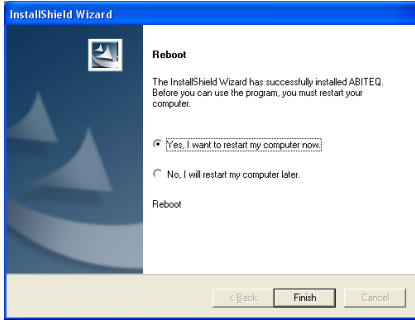 InstallShield Wizard
Reboot
The InstallShield Wizard has successfully installed ABITEQ.
Before you can use the program, you must restart your
computer.
Yes, I want to restart my computer now.
No, I will restart my computer later.
Reboot
< Back Finish Cancel